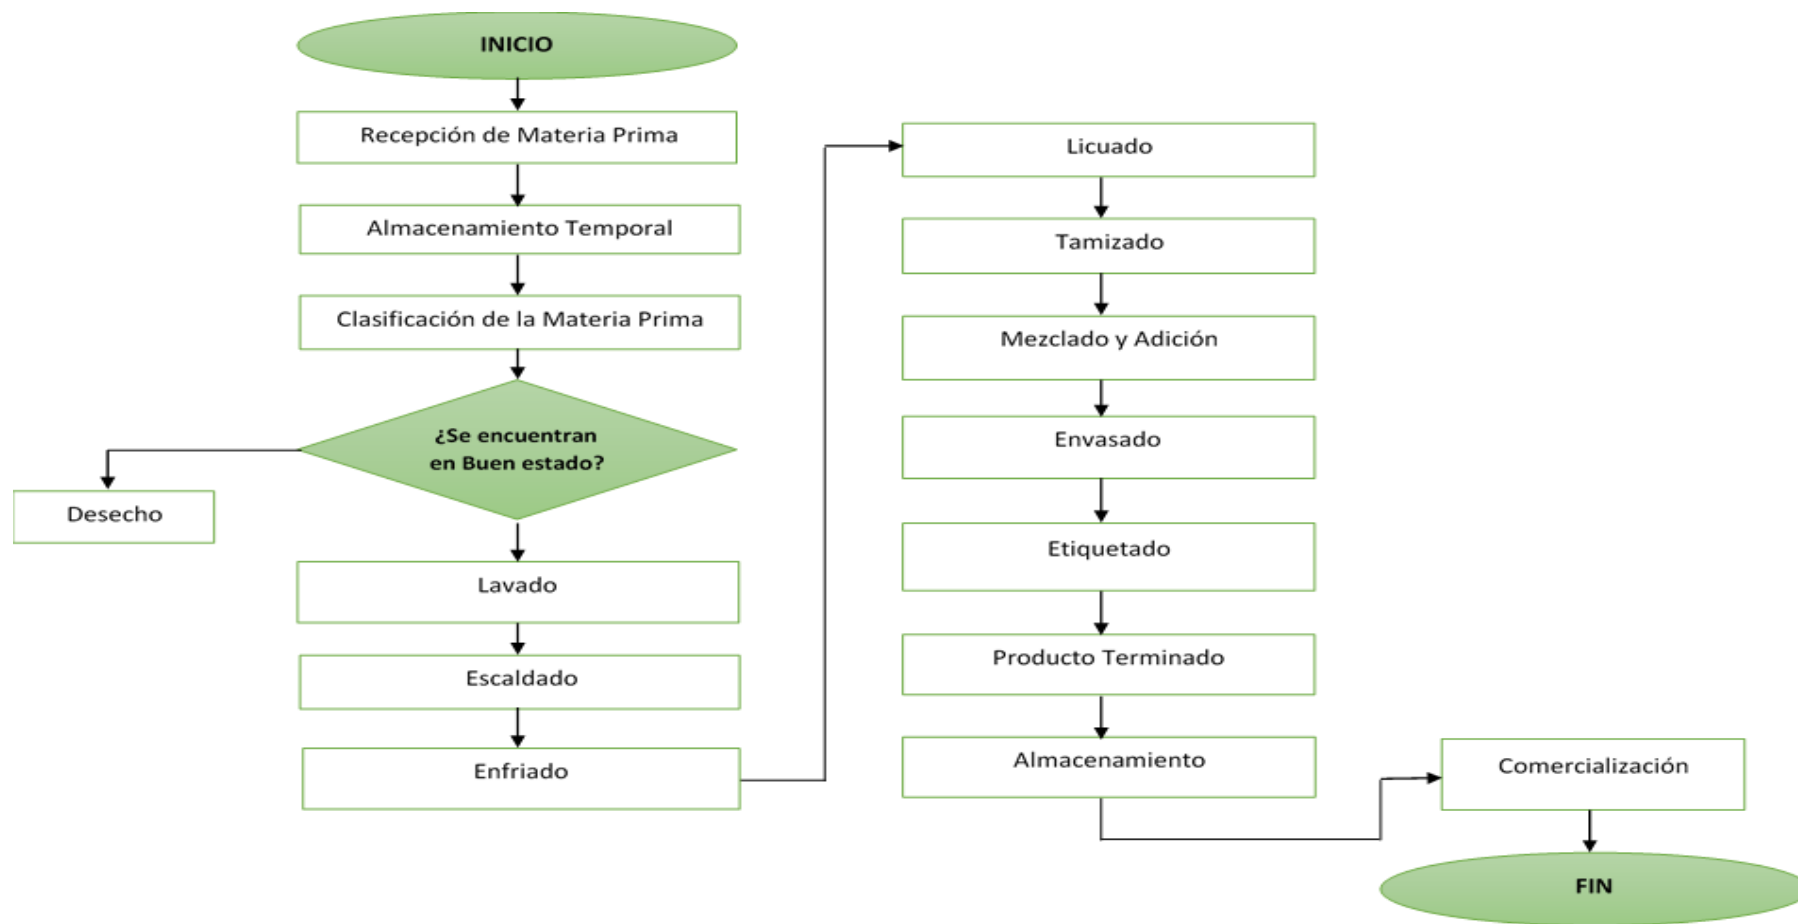 INICIO
Recepción de Materia Prima
Almacenamiento Temporal
Clasificación de la Materia Prima
¿Se encuentran
en Buen estado?
Desecho
Lavado
Escaldado
Enfriado
Licuado
Tamizado
Mezclado y Adición
Envasado
Etiquetado
Producto Terminado
Almacenamiento
Comercialización
FIN